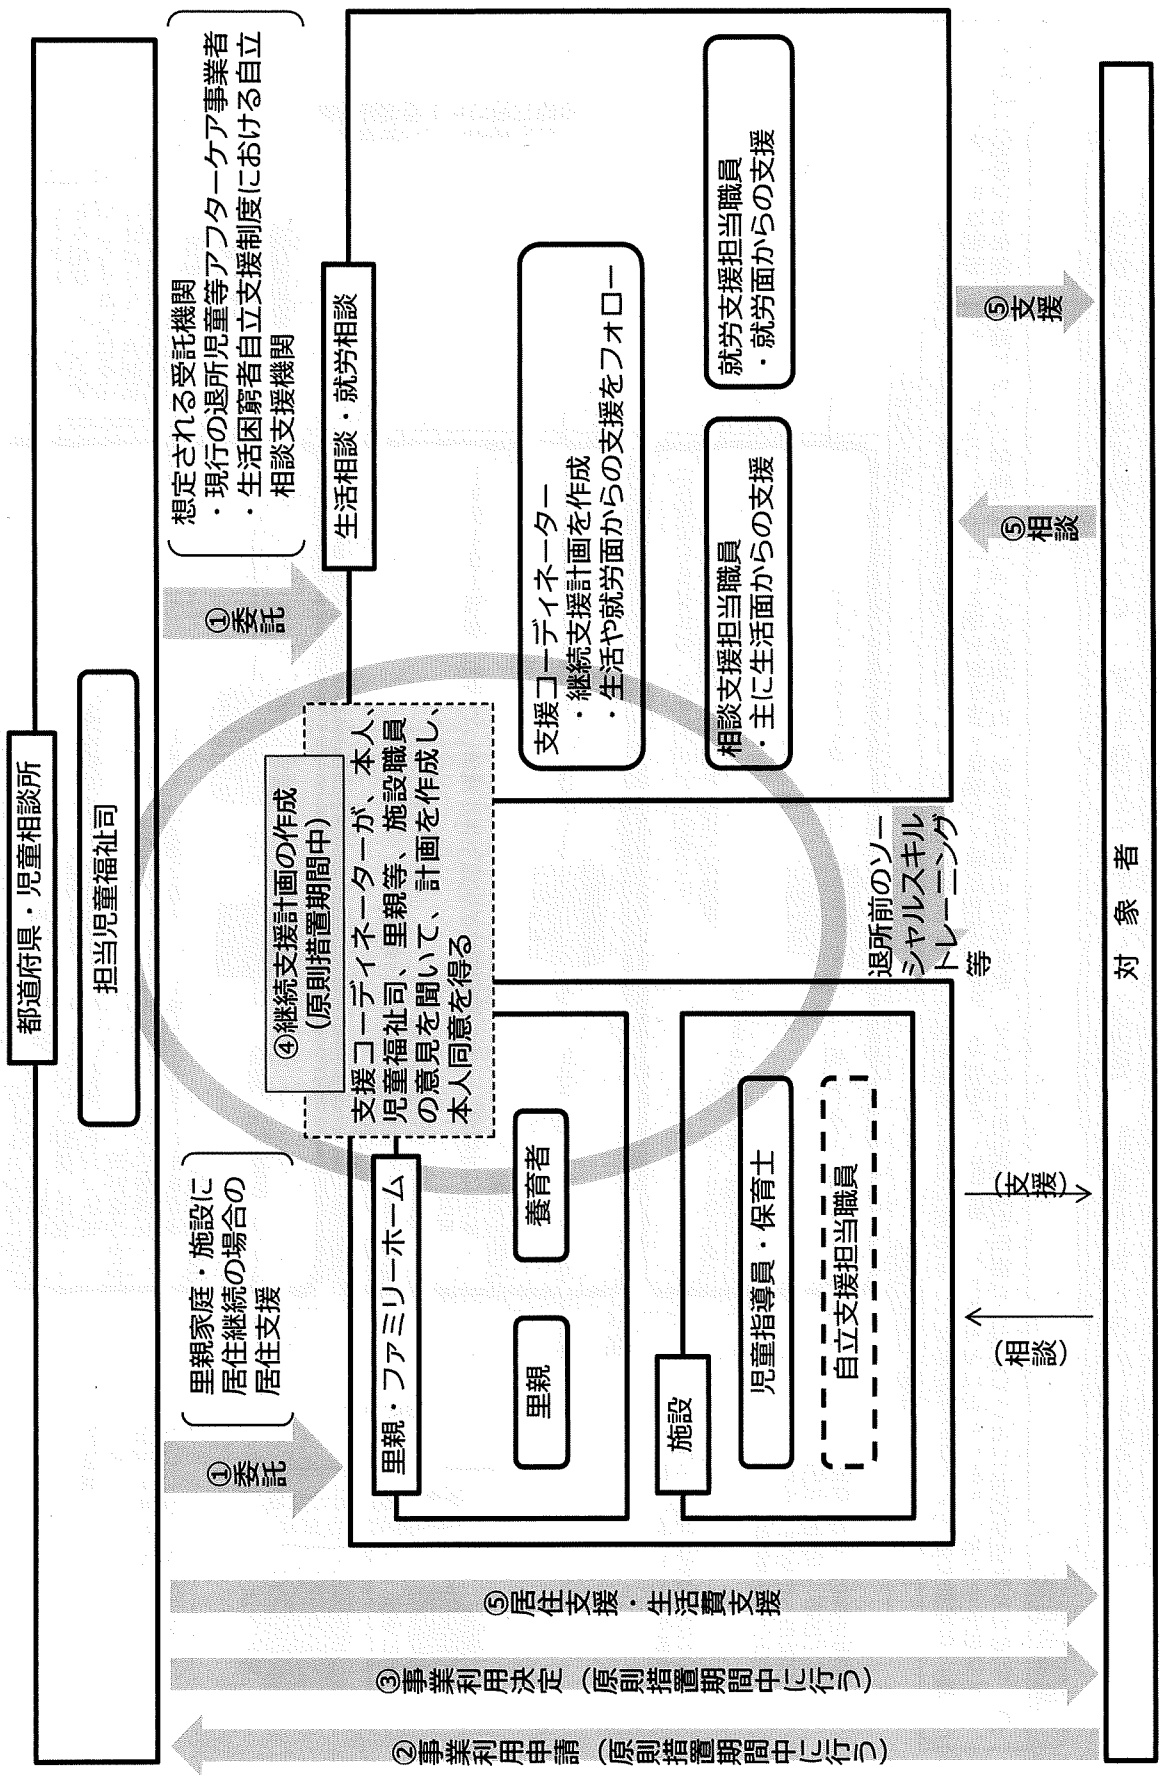 都道府県・児童相談所
担当児童福祉司
②事業利用申請（原則措置期間中に行う）
③事業利用決定（原則措置期間中に行う）
⑤居住支援・生活費支援
①委託
里親家庭・施設に
居住継続の場合の
居住支援
①委託
想定される受託機関
・現行の退所児童等アフターケア事業者
・生活困窮者自立支援制度における自立
相談支援機関
④継続支援計画の作成
（原則措置期間中）
支援コーディネーターが、本人、
児童福祉司、里親等、施設職員
の意見を聞いて、計画を作成し、
本人同意を得る
里親・ファミリーホーム
里親
養育者
施設
児童指導員・保育士
自立支援担当職員
生活相談・就労相談
支援コーディネーター
・継続支援計画を作成
・生活や就労面からの支援をフォロー
相談支援担当職員
・主に生活面からの支援
就労支援担当職員
・就労面からの支援
退所前のソー
シャルスキル
トレーニング
等
（相談）
（支援）
⑤相談
⑤支援
対象者